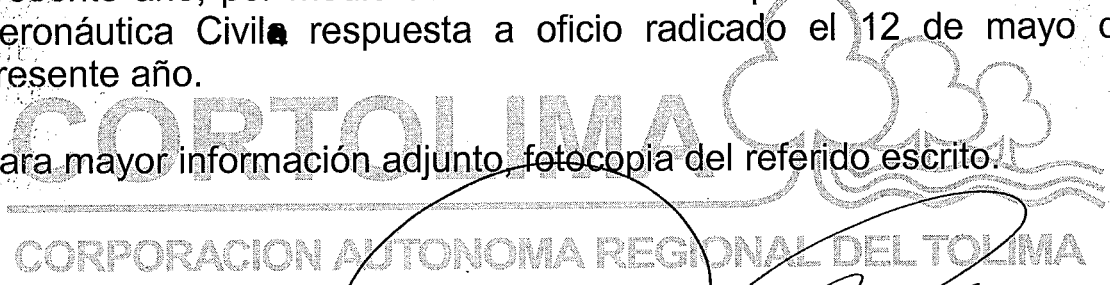 eronáutica Civil respuesta a oficio radicado el 12 de mayo
resente año.
CORTOLIMA
ara mayor información adjunto, fotocopia del referido escrito.
CORPORACION AUTONOMA REGIONAL DEL TOLIMA